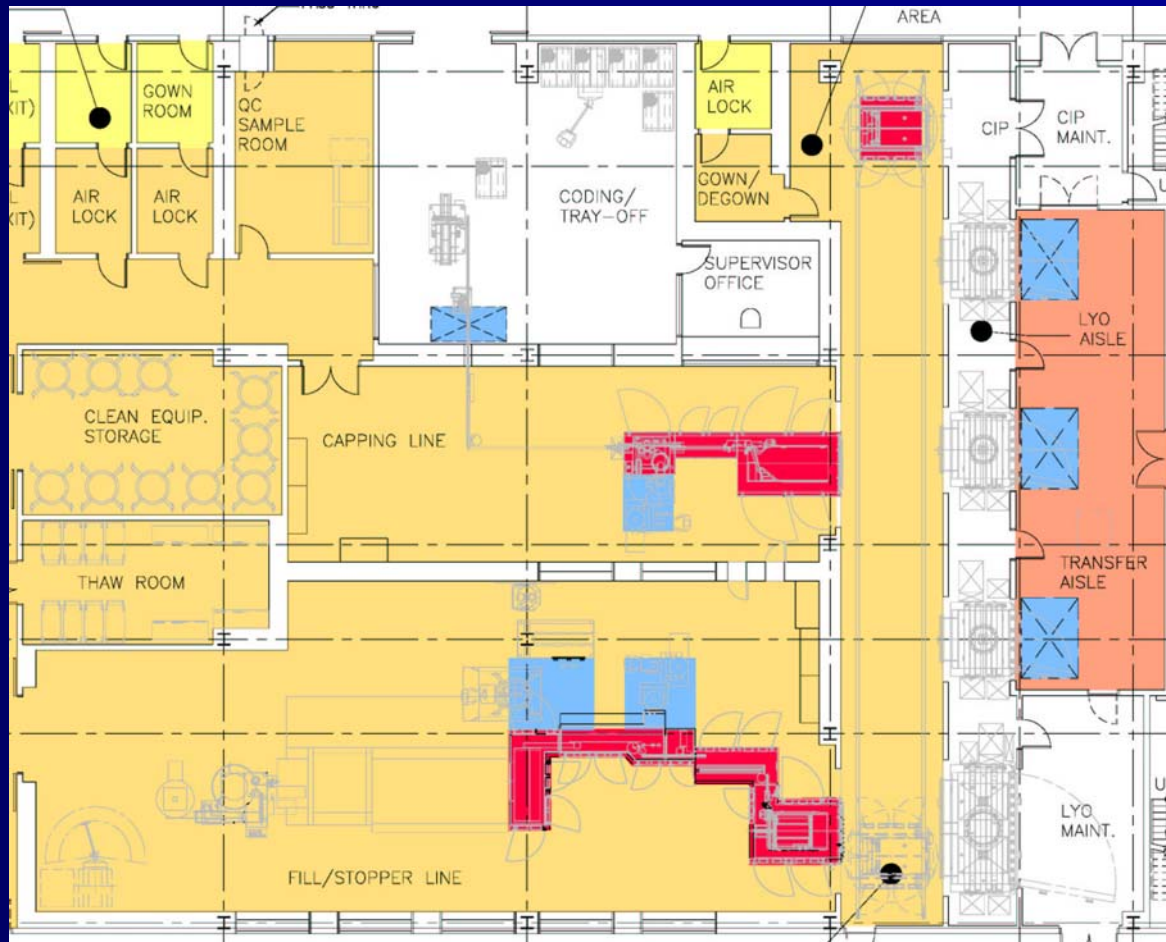 AREA
GOWN
ROOM
QC
SAMPLE
ROOM
AIR
LOCK
CIP
CIP
MAINT.
XIT)
AIR
LOCK
AIR
LOCK
XIT)
CODING/
TRAY-OFF
GOWN/
DEGOWN
SUPERVISOR
OFFICE
LYO
AISLE
CLEAN EQUIP.
STORAGE
CAPPING LINE
THAW ROOM
TRANSFER
AISLE
LYO
MAINT.
FILL/STOPPER LINE